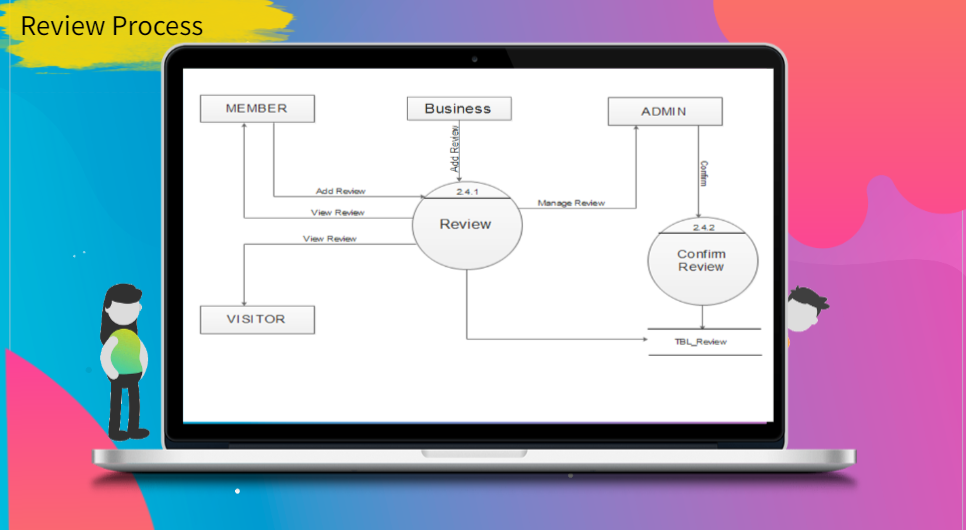 Review Process
MEMBER
Business
ADMIN
Add Review
Confirm
Add Review
2.4.1
Manage Review
View Review
Review
2.4.2
View Review
Confirm
Review
VISITOR
TBL_Review